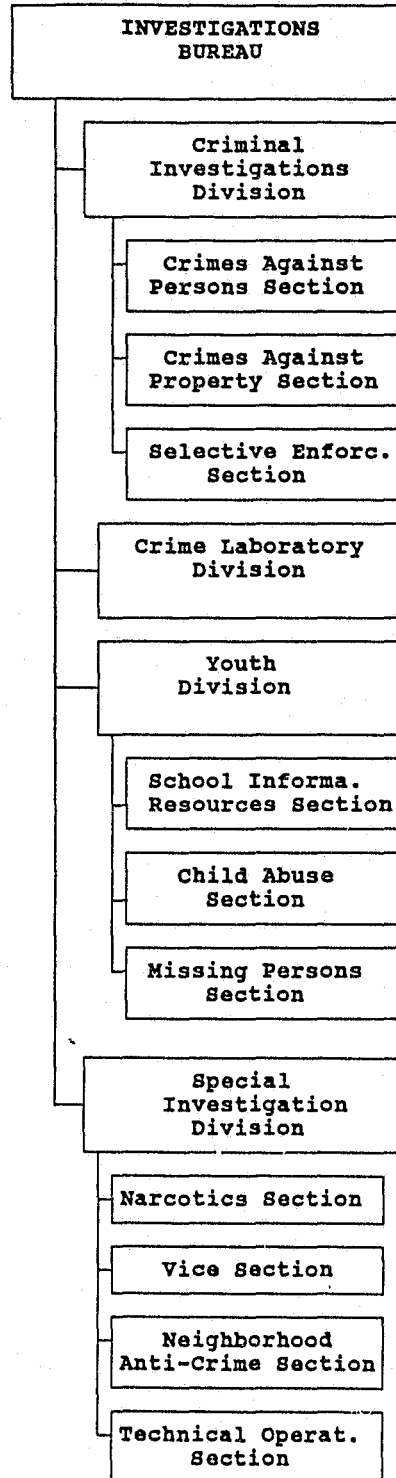 INVESTIGATIONS
BUREAU
Criminal
Investigations
Division
Crimes Against
Persons Section
Crimes Against
Property Section
Selective Enforc.
Section
Crime Laboratory
Division
Youth
Division
School Informa.
Resources Section
Child Abuse
Section
Missing Persons
Section
Special
Investigation
Division
Narcotics Section
Vice Section
Neighborhood
Anti-Crime Section
Technical Operat.
Section